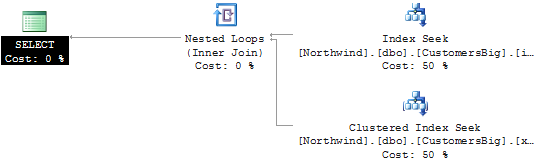 SELECT
Cost: 0 %
Nested Loops
(Inner Join)
Cost: 0 %
Index Seek
[Northwind].[dbo].[CustomersBig].[i…
Cost: 50 %
Clustered Index Seek
[Northwind].[dbo].[CustomersBig].[x…
Cost: 50 %